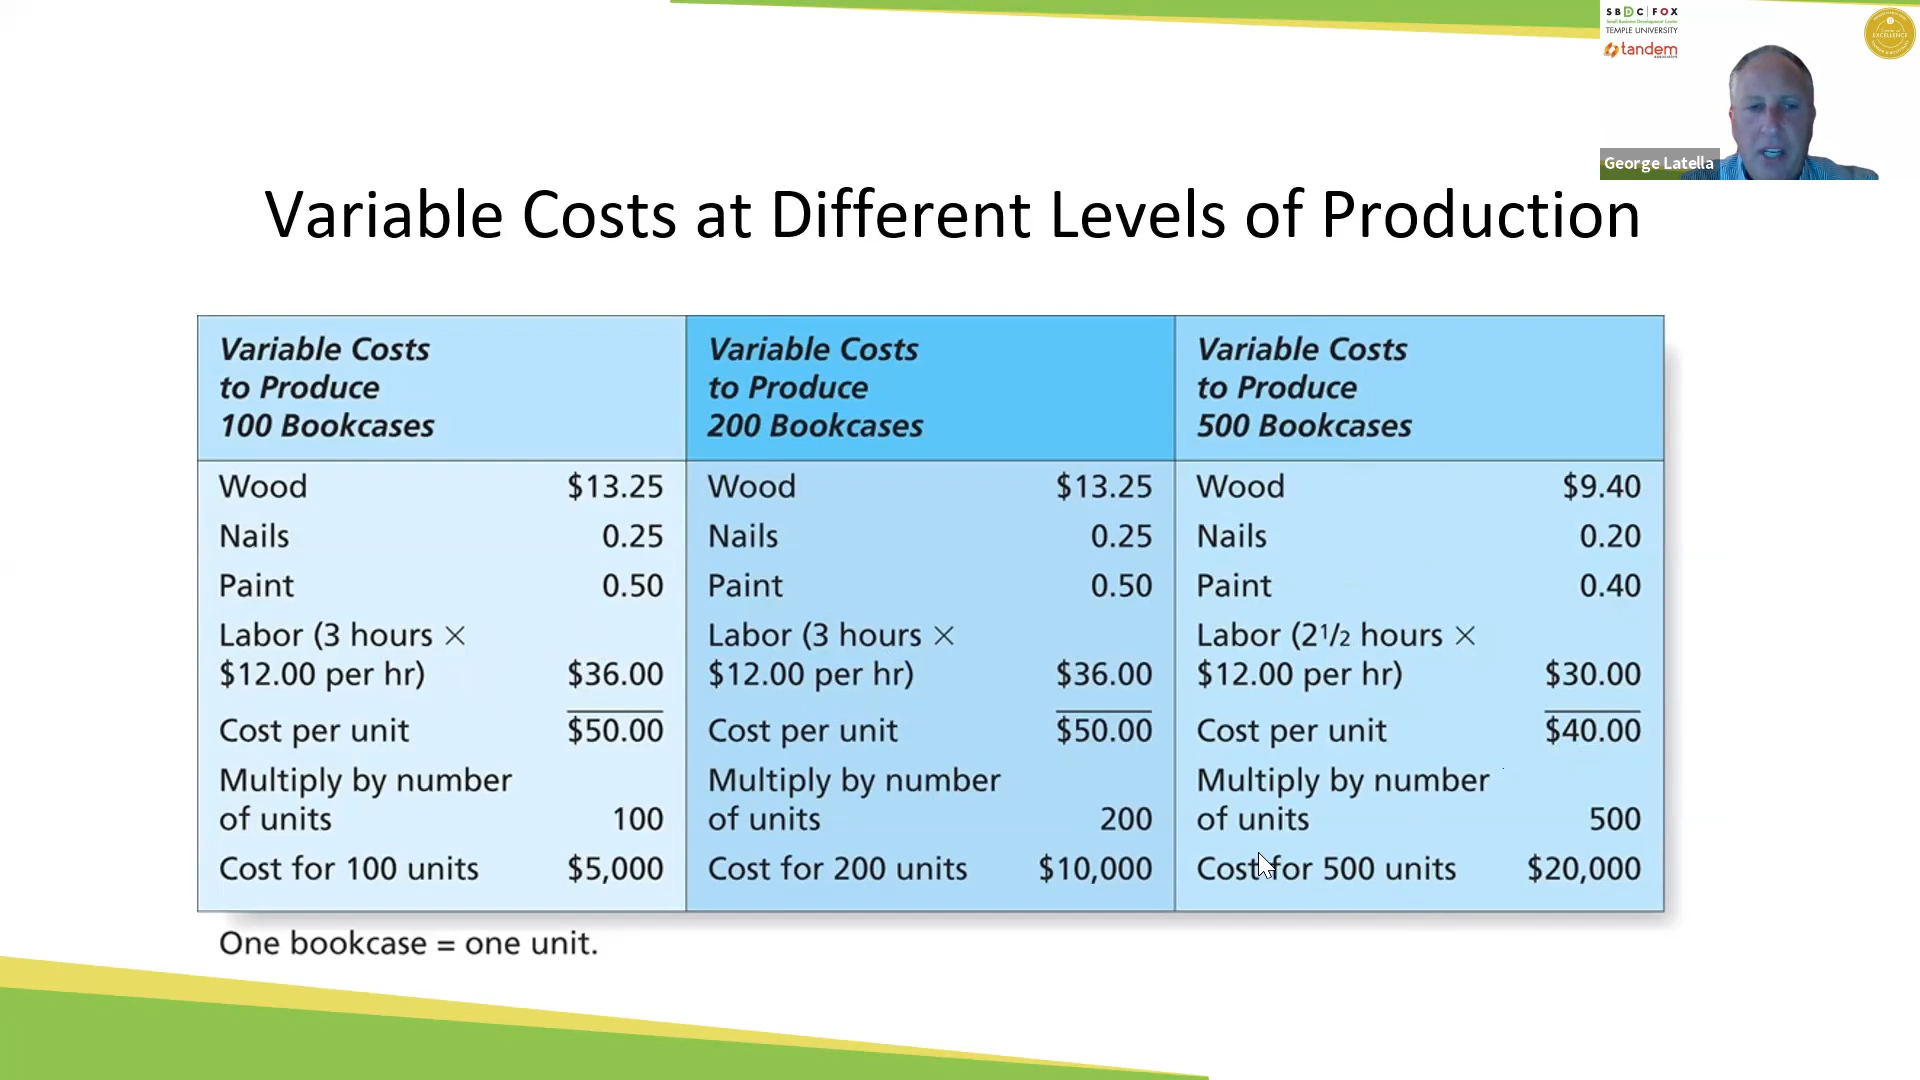 SBDC|FOX
Small Business Development Center
TEMPLE UNIVERSITY
tandem
EXCELLENCE
George Latella
Variable Costs at Different Levels of Production
Variable Costs
to Produce
100 Bookcases
Wood $13.25
Nails 0.25
Paint 0.50
Labor (3 hours ×
$12.00 per hr) $36.00
Cost per unit $50.00
Multiply by number
of units 100
Cost for 100 units $5,000
Variable Costs
to Produce
200 Bookcases
Wood $13.25
Nails 0.25
Paint 0.50
Labor (3 hours ×
$12.00 per hr) $36.00
Cost per unit $50.00
Multiply by number
of units 200
Cost for 200 units $10,000
Variable Costs
to Produce
500 Bookcases
Wood $9.40
Nails 0.20
Paint 0.40
Labor (2 1/2 hours ×
$12.00 per hr) $30.00
Cost per unit $40.00
Multiply by number
of units 500
Cost for 500 units $20,000
One bookcase = one unit.